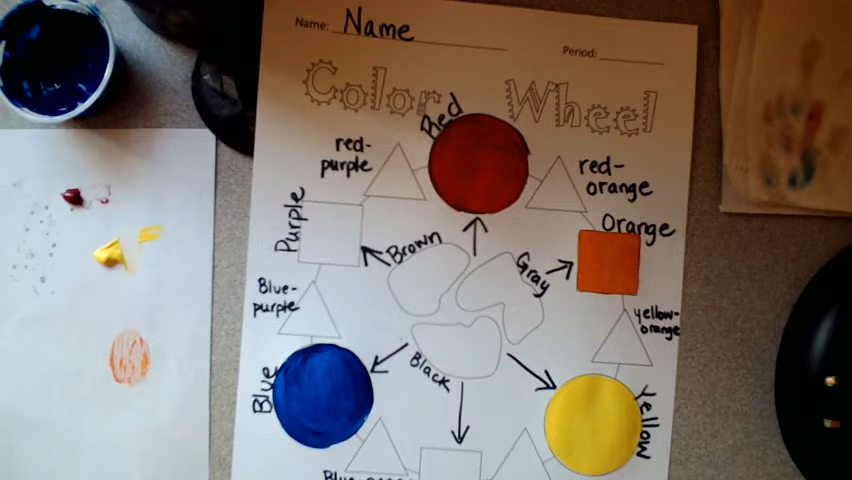 Name: Name
Period:
Color Wheel
Red
red-
purple
red-
orange
Purple
Orange
Brown
Gray
Blue-
purple
yellow-
orange
Black
Blue
Yellow